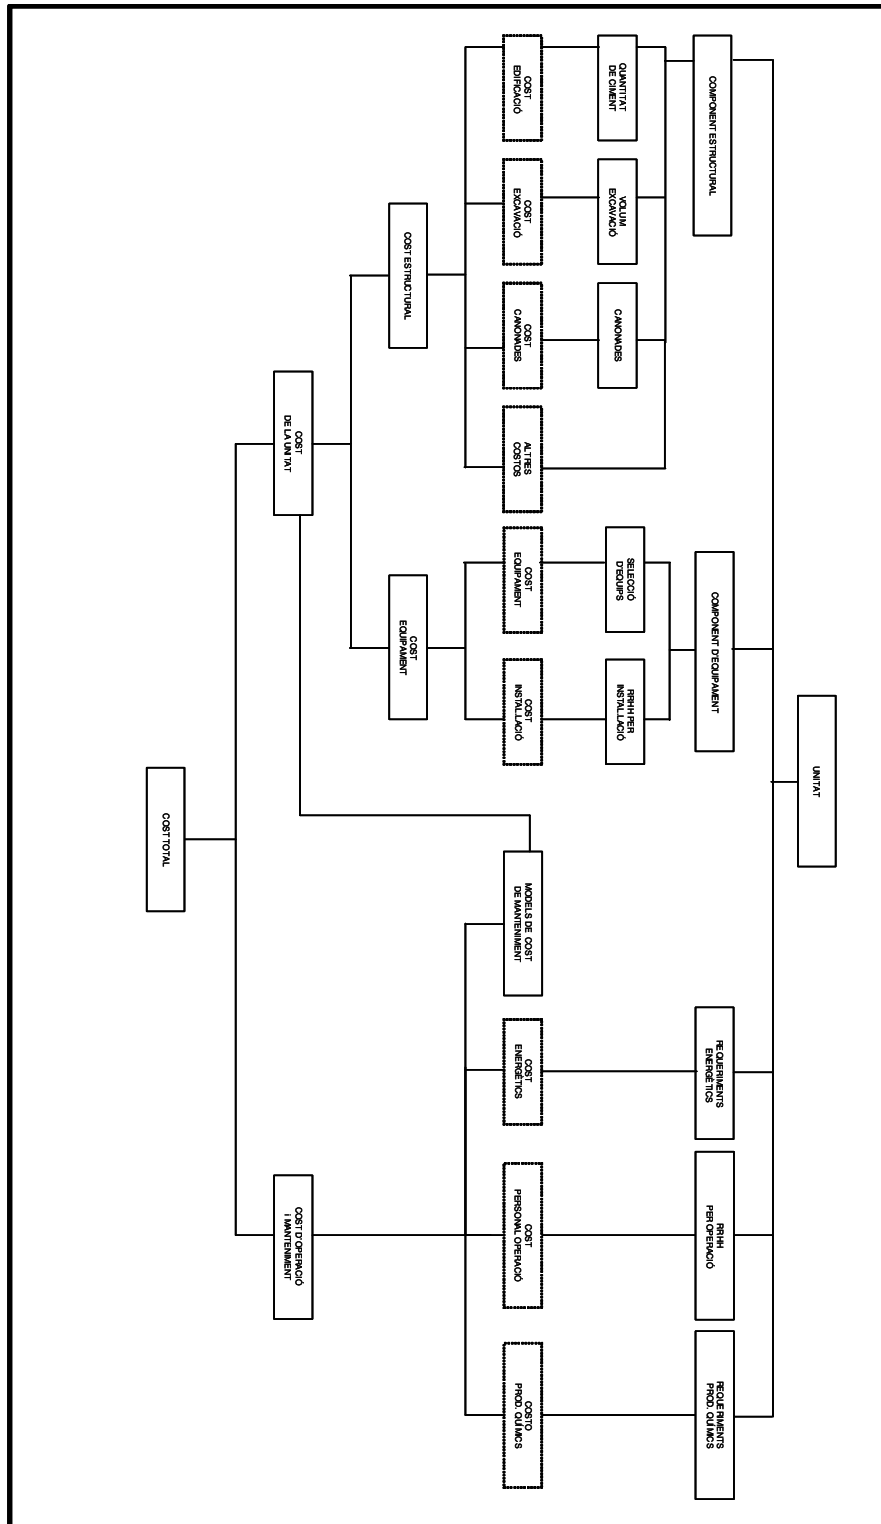 UNITAT
COMPONENT ESTRUCTURAL
COMPONENT D'EQUIPAMENT
REQUERIMENTS
ENERGÈTICS
RRHH
PER OPERACIÓ
REQUERIMENTS
PROD. QUÍMICS
QUANTITAT
DE CIMENT
VOLUM
EXCAVACIÓ
CANONADES
SELECCIÓ
D'EQUIPS
RRHH PER
INSTAL.LACIÓ
COST
EDIFICACIÓ
COST
EXCAVACIÓ
COST
CANONADES
ALTRES
COSTOS
COST
EQUIPAMENT
COST
INSTAL.LACIÓ
MODELS DE COST
DE MANTENIMENT
COST
ENERGÈTICS
COST
PERSONAL OPERACIÓ
COSTO
PROD. QUÍMICS
COST ESTRUCTURAL
COST
EQUIPAMENT
COST
DE LA UNITAT
COST D'OPERACIÓ
i MANTENIMENT
COST TOTAL